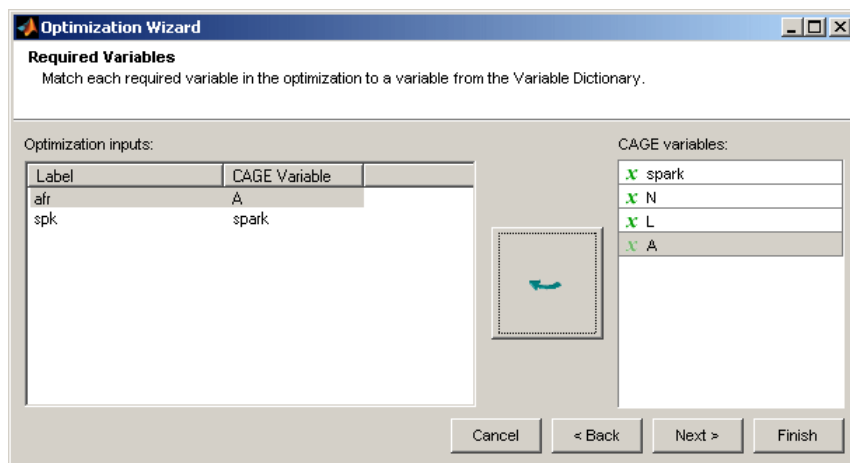 Optimization Wizard
Required Variables
Match each required variable in the optimization to a variable from the Variable Dictionary.
Optimization inputs:
Label CAGE Variable
afr A
spk spark
CAGE variables:
x spark
x N
x L
x A
Cancel < Back Next > Finish